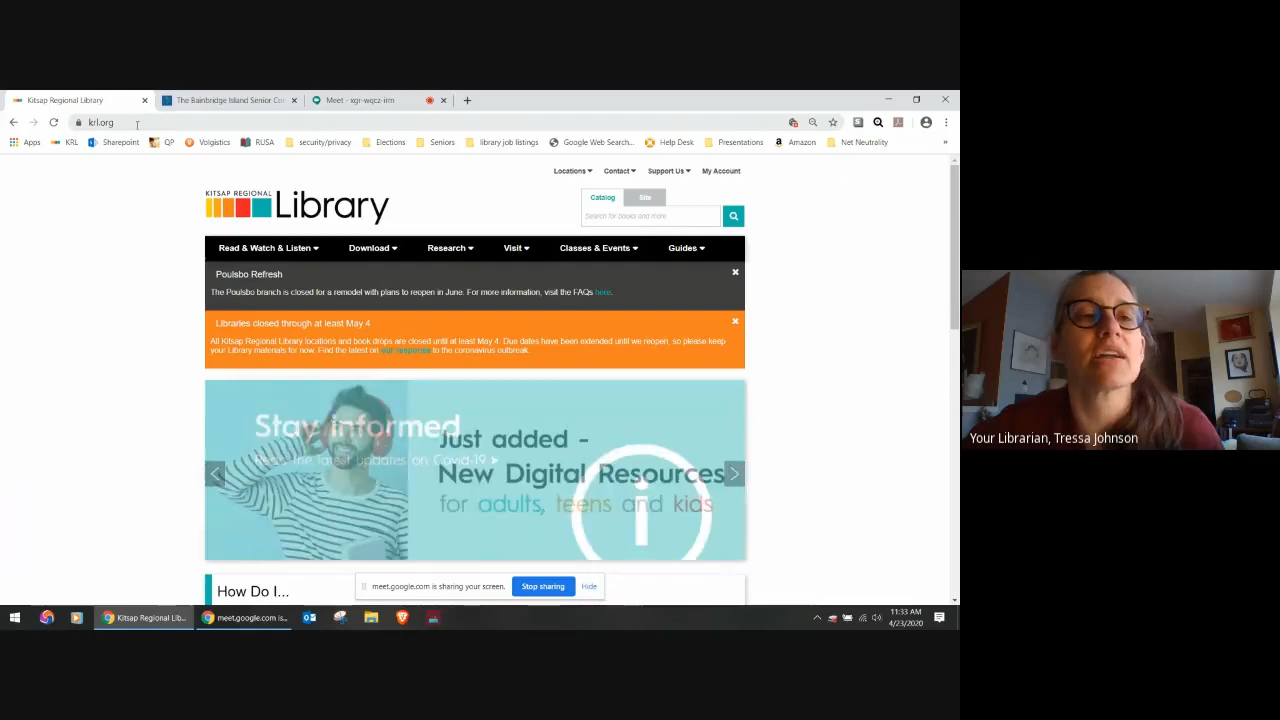 Kitsap Regional Library
The Bainbridge Island Senior Cen
Meet - xgr-wqcz-irm
krl.org
Apps KRL Sharepoint QP Volgistics RUSA security/privacy Elections Seniors library job listings Google Web Search... Help Desk Presentations Amazon Net Neutrality »
Locations Contact Support Us My Account
KITSAP REGIONAL
Library
Catalog Site
Search for books and more
Read & Watch & Listen Download Research Visit Classes & Events Guides
Poulsbo Refresh
The Poulsbo branch is closed for a remodel with plans to reopen in June. For more information, visit the FAQs here.
Libraries closed through at least May 4
All Kitsap Regional Library locations and book drops are closed until at least May 4. Due dates have been extended until we reopen, so please keep
your Library materials for now. Find the latest on our response to the coronavirus outbreak.
Stay informed
Read the latest updates on Covid-19
Just added -
New Digital Resources
for adults, teens and kids
i
How Do I...
meet.google.com is sharing your screen. Stop sharing Hide
Kitsap Regional Lib...
meet.google.com is...
11:33 AM
4/23/2020
Your Librarian, Tressa Johnson